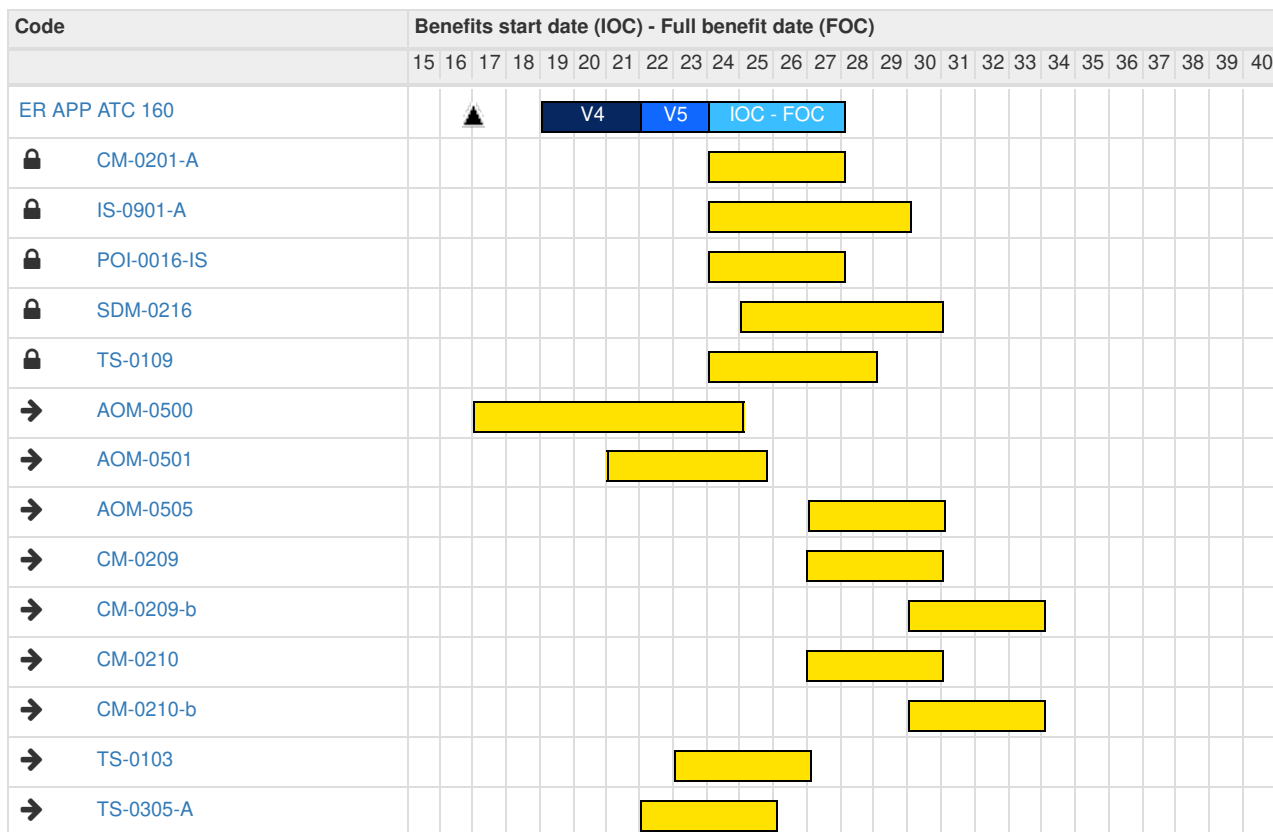 Code Benefits start date (IOC) - Full benefit date (FOC)
15 16 17 18 19 20 21 22 23 24 25 26 27 28 29 30 31 32 33 34 35 36 37 38 39 40
ER APP ATC 160 V4 V5 IOC - FOC
CM-0201-A
IS-0901-A
POI-0016-IS
SDM-0216
TS-0109
AOM-0500
AOM-0501
AOM-0505
CM-0209
CM-0209-b
CM-0210
CM-0210-b
TS-0103
TS-0305-A